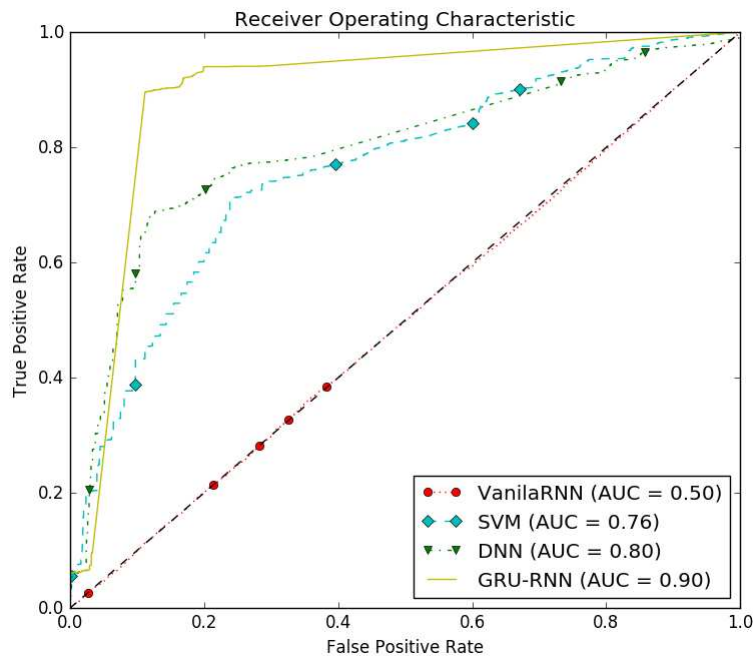 Receiver Operating Characteristic
1.0
0.8
0.6
0.4
0.2
0.0
True Positive Rate
VanilaRNN (AUC = 0.50)
SVM (AUC = 0.76)
DNN (AUC = 0.80)
GRU-RNN (AUC = 0.90)
0.0 0.2 0.4 0.6 0.8 1.0
False Positive Rate